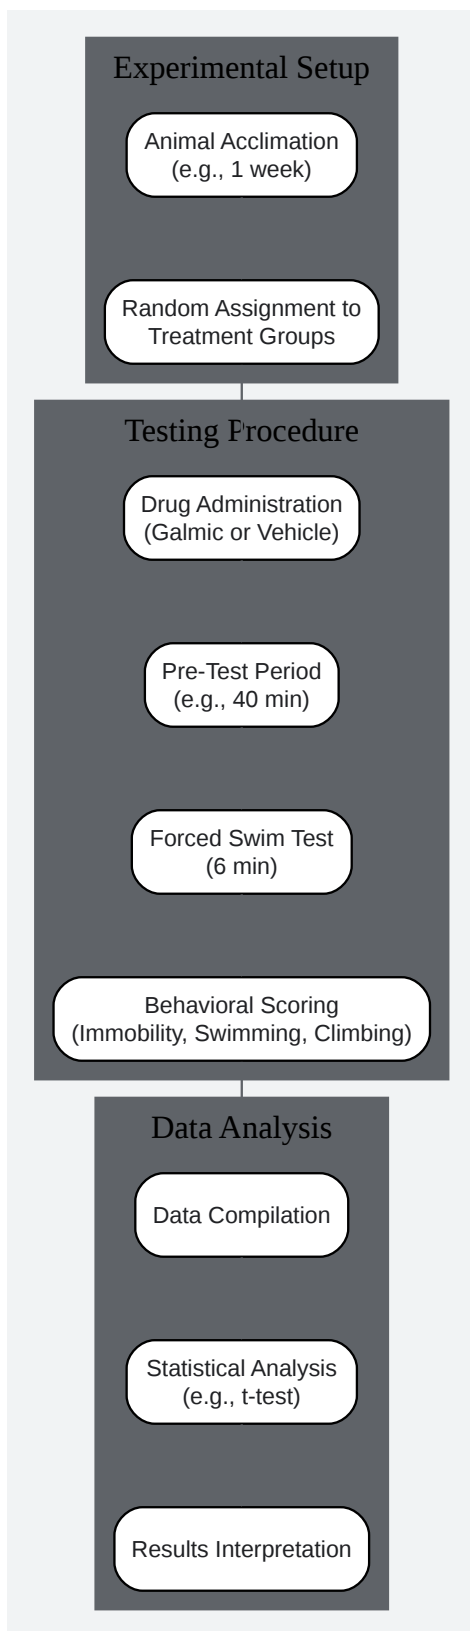 Experimental Setup
Animal Acclimation
(e.g., 1 week)
Random Assignment to
Treatment Groups
Testing Procedure
Drug Administration
(Galmic or Vehicle)
Pre-Test Period
(e.g., 40 min)
Forced Swim Test
(6 min)
Behavioral Scoring
(Immobility, Swimming, Climbing)
Data Analysis
Data Compilation
Statistical Analysis
(e.g., t-test)
Results Interpretation